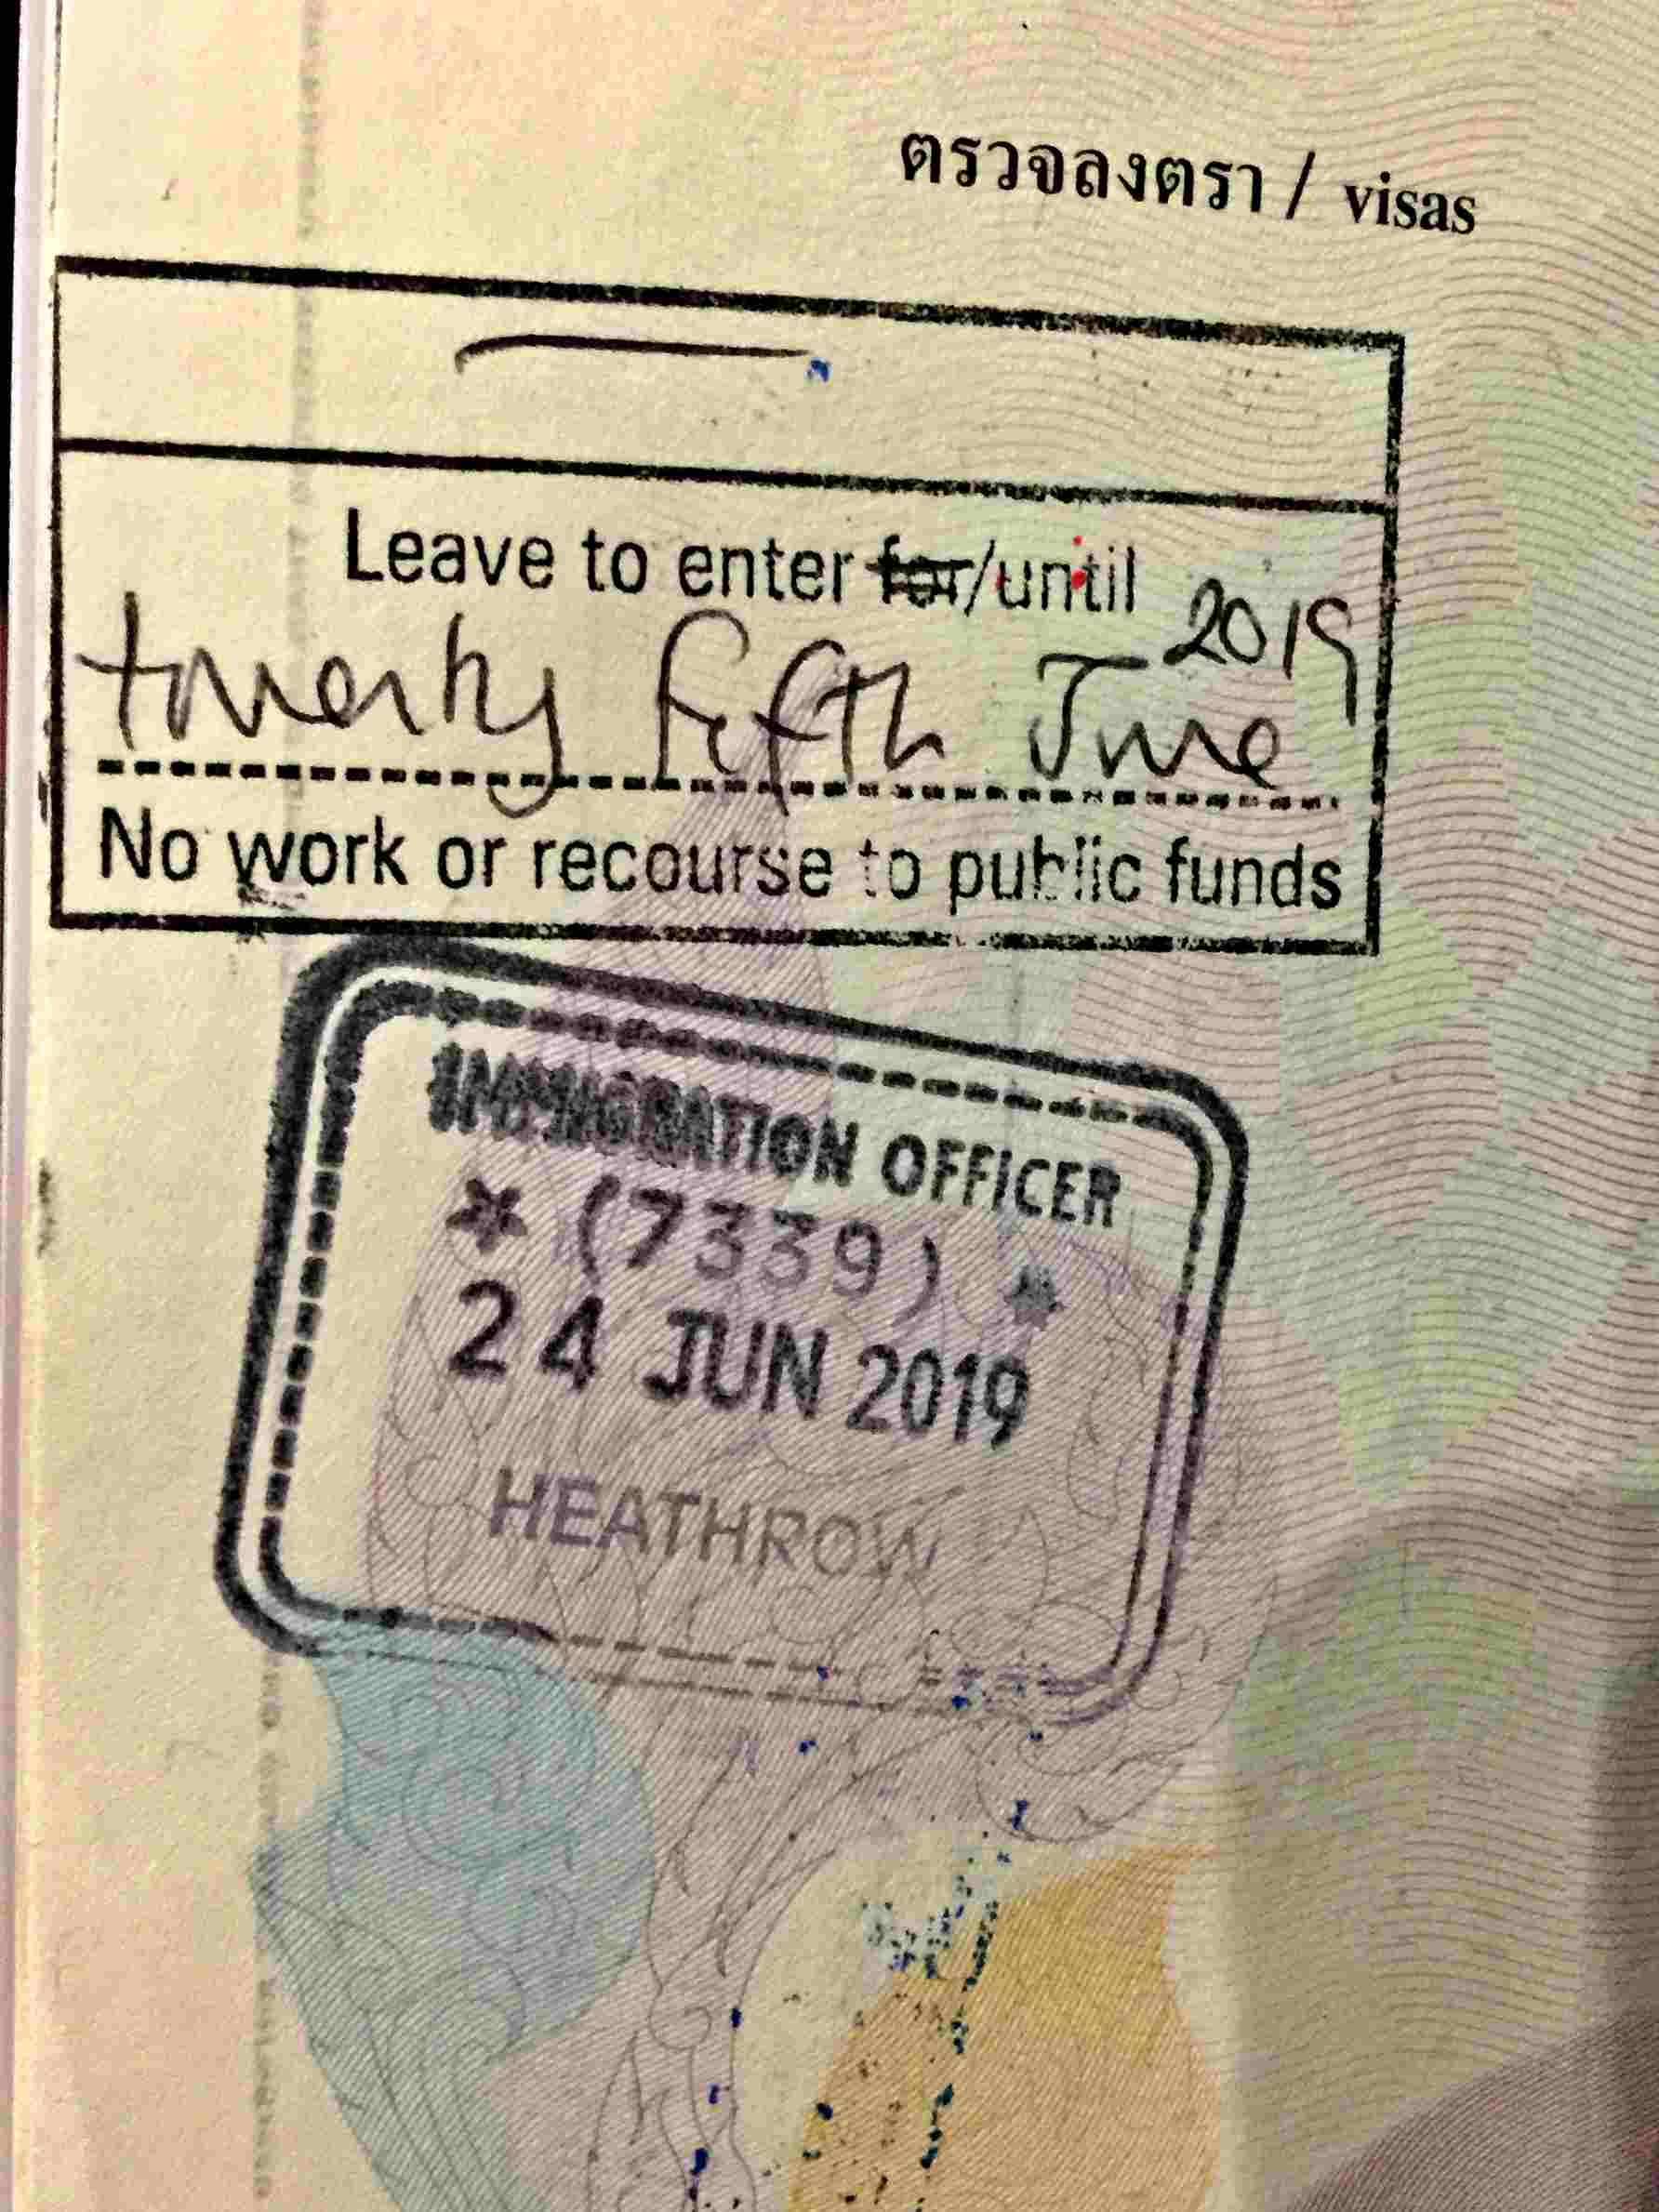 ตรวจลงตรา / visas
Leave to enter for/until
twenty fifth June 2019
No work or recourse to public funds
IMMIGRATION OFFICER
* (7339) *
24 JUN 2019
HEATHROW